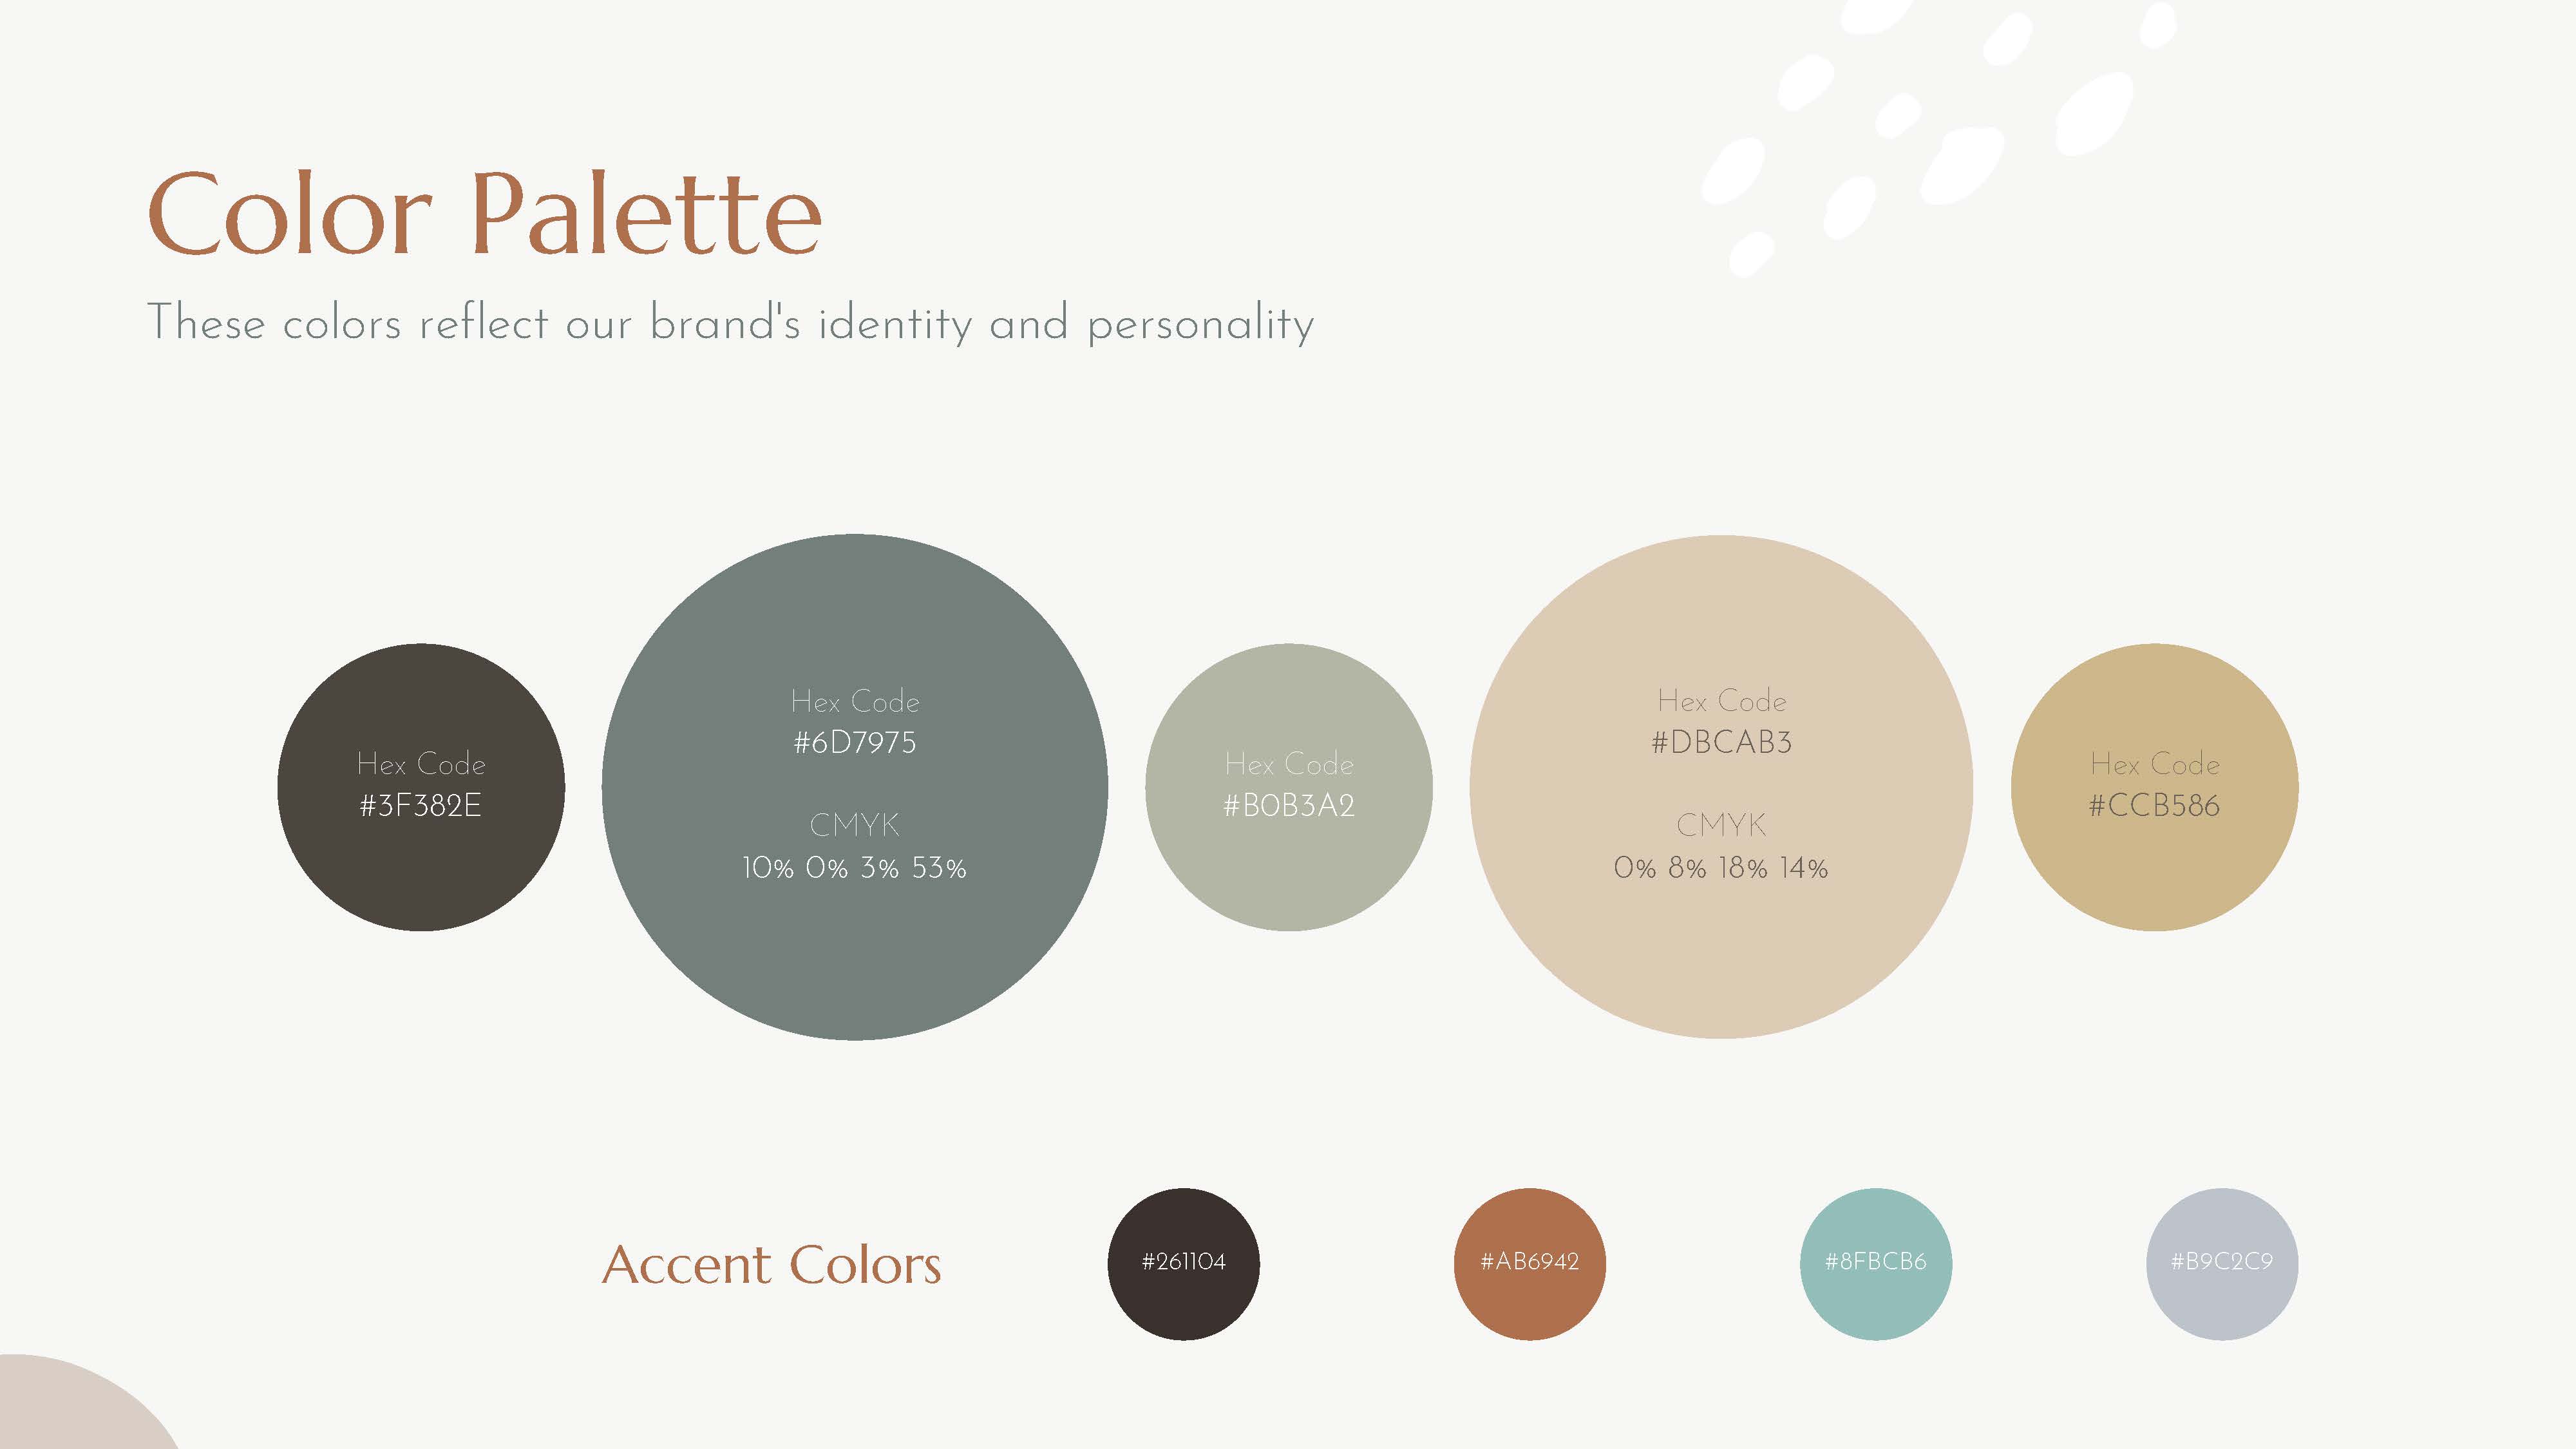 Color Palette
These colors reflect our brand's identity and personality
Hex Code
#3F382E
Hex Code
#6D7975
CMYK
10% 0% 3% 53%
Hex Code
#B0B3A2
Hex Code
#DBCAB3
CMYK
0% 8% 18% 14%
Hex Code
#CCB586
Accent Colors
#261104
#AB6942
#8FBCB6
#B9C2C9